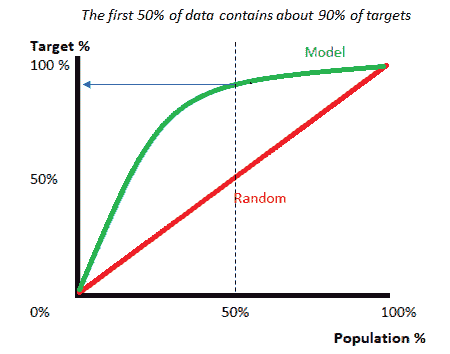 The first 50% of data contains about 90% of targets
Target %
Model
100 %
50%
Random
0%
50%
100%
Population %